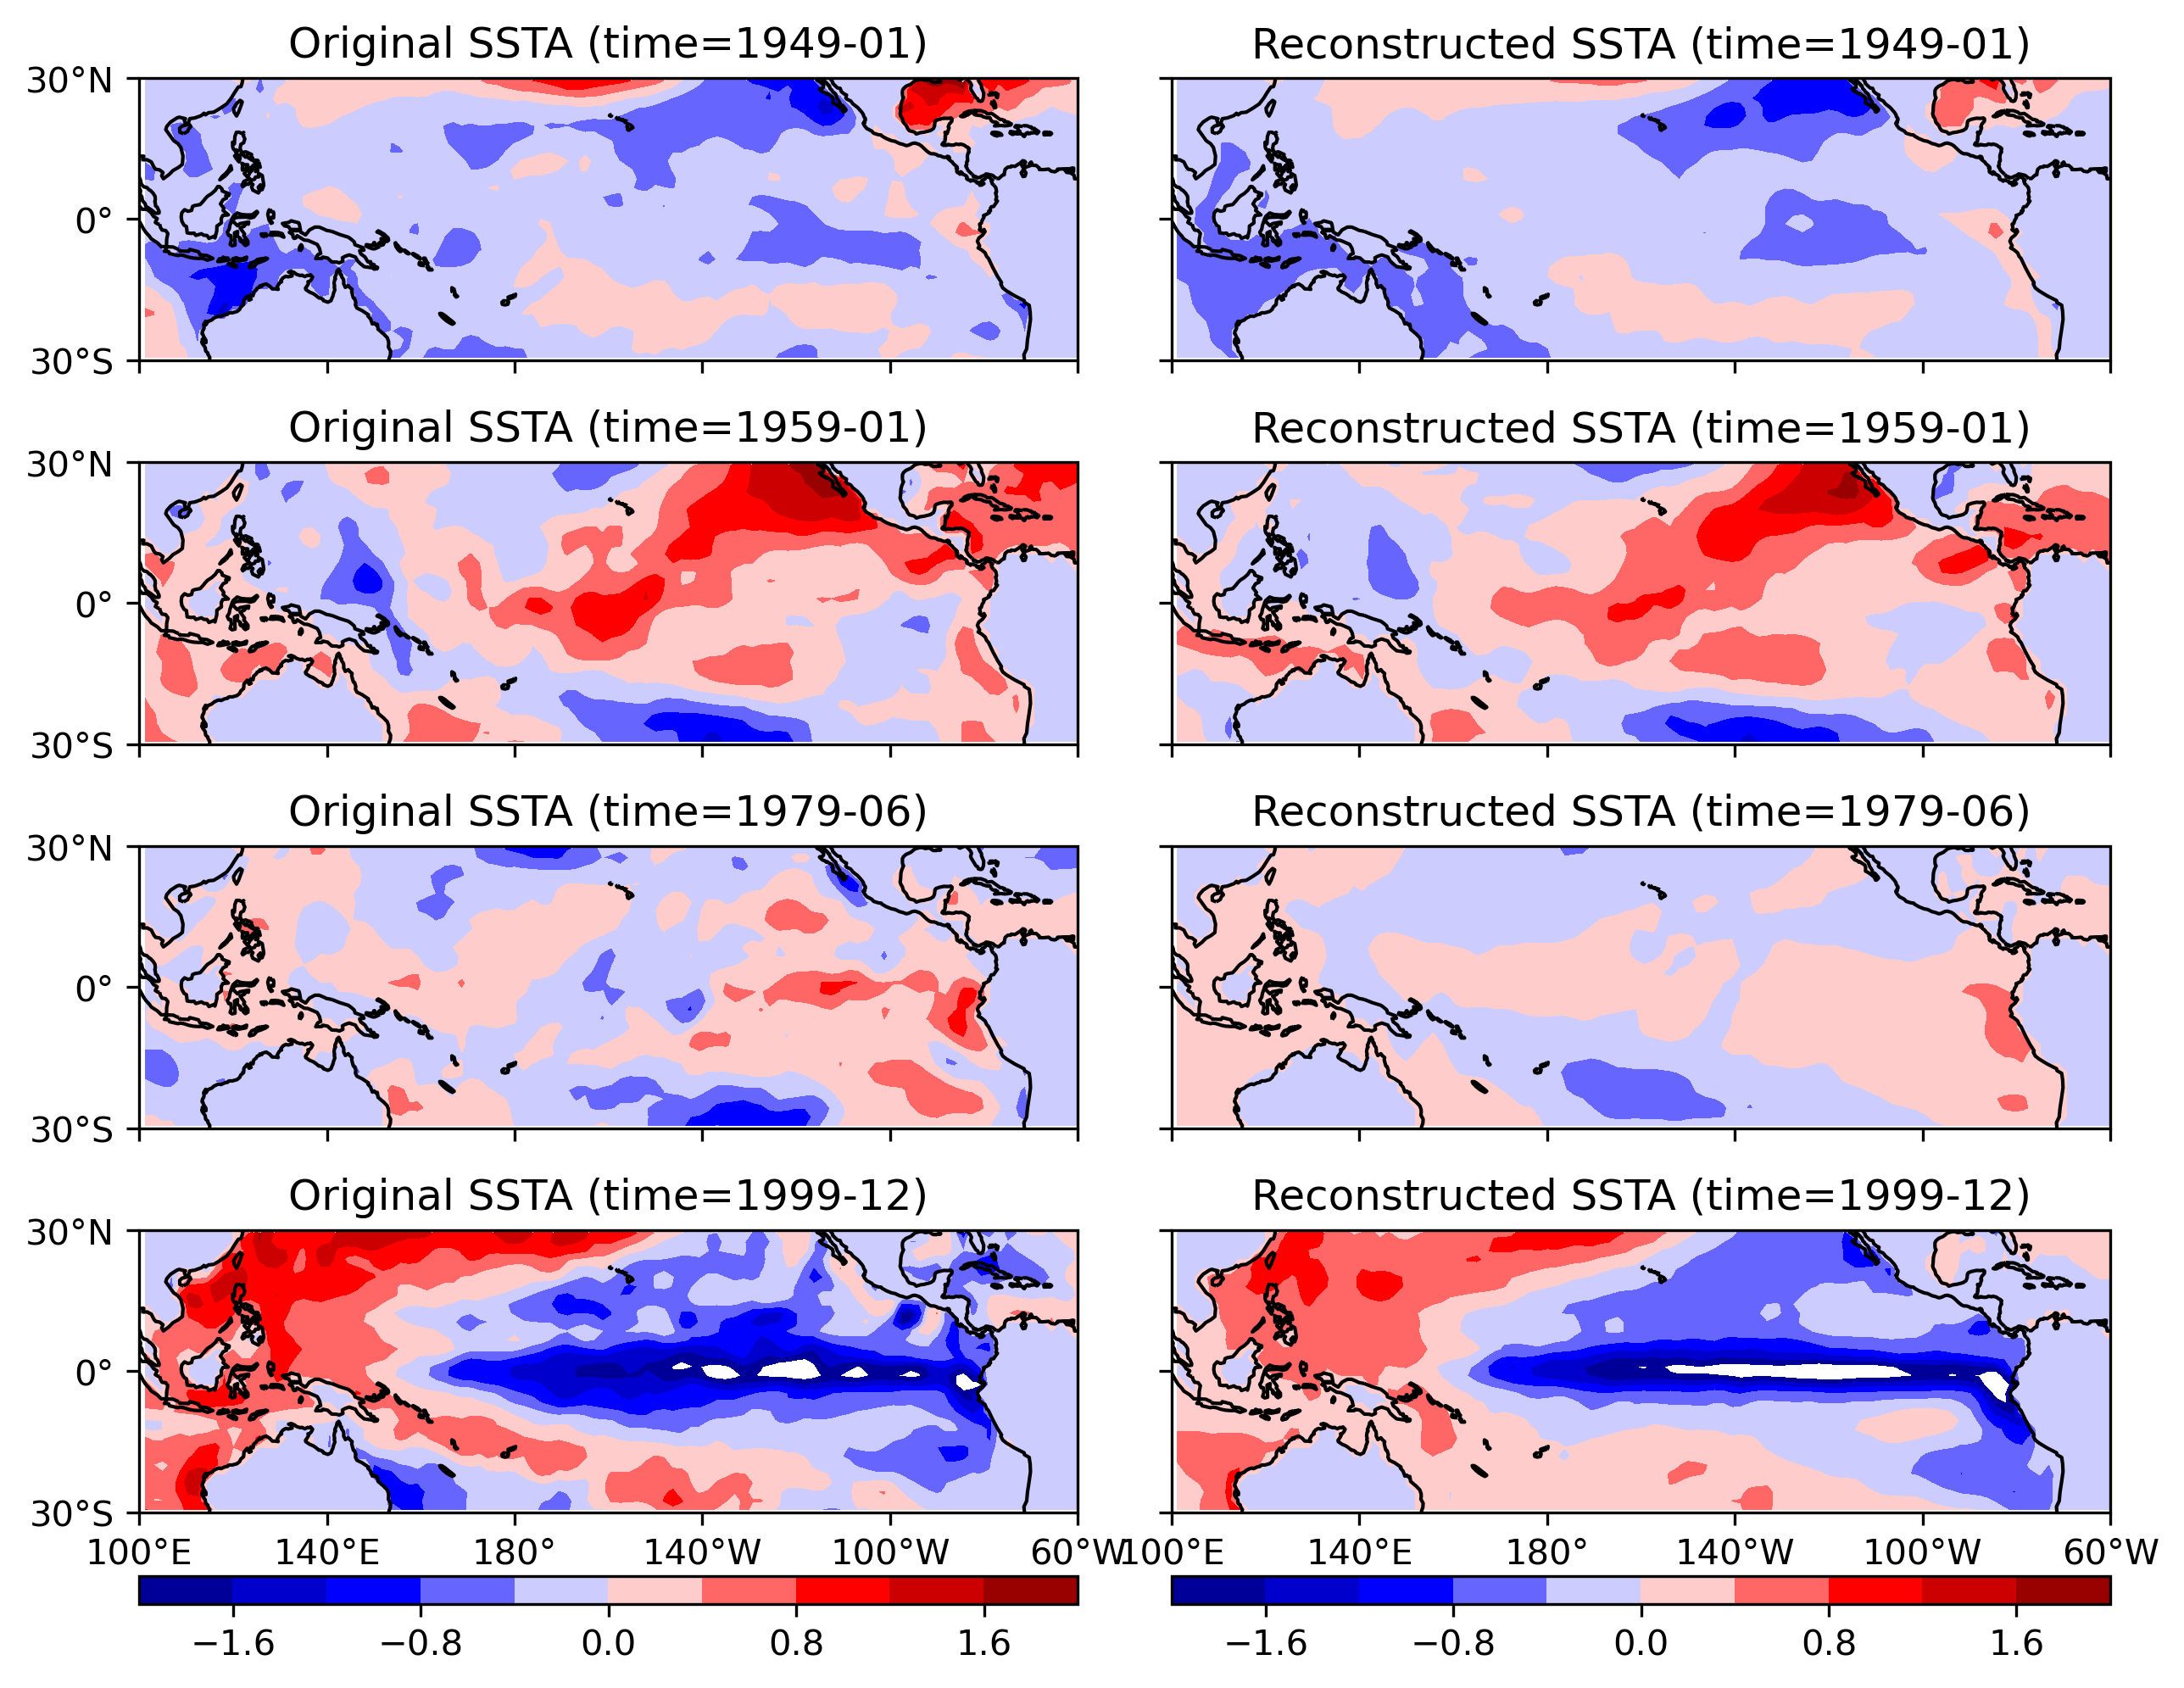 Original SSTA (time=1949-01)
Reconstructed SSTA (time=1949-01)
30°N
0°
30°S
Original SSTA (time=1959-01)
Reconstructed SSTA (time=1959-01)
30°N
0°
30°S
Original SSTA (time=1979-06)
Reconstructed SSTA (time=1979-06)
30°N
0°
30°S
Original SSTA (time=1999-12)
Reconstructed SSTA (time=1999-12)
30°N
0°
30°S
100°E 140°E 180° 140°W 100°W 60°W
100°E 140°E 180° 140°W 100°W 60°W
−1.6 −0.8 0.0 0.8 1.6
−1.6 −0.8 0.0 0.8 1.6